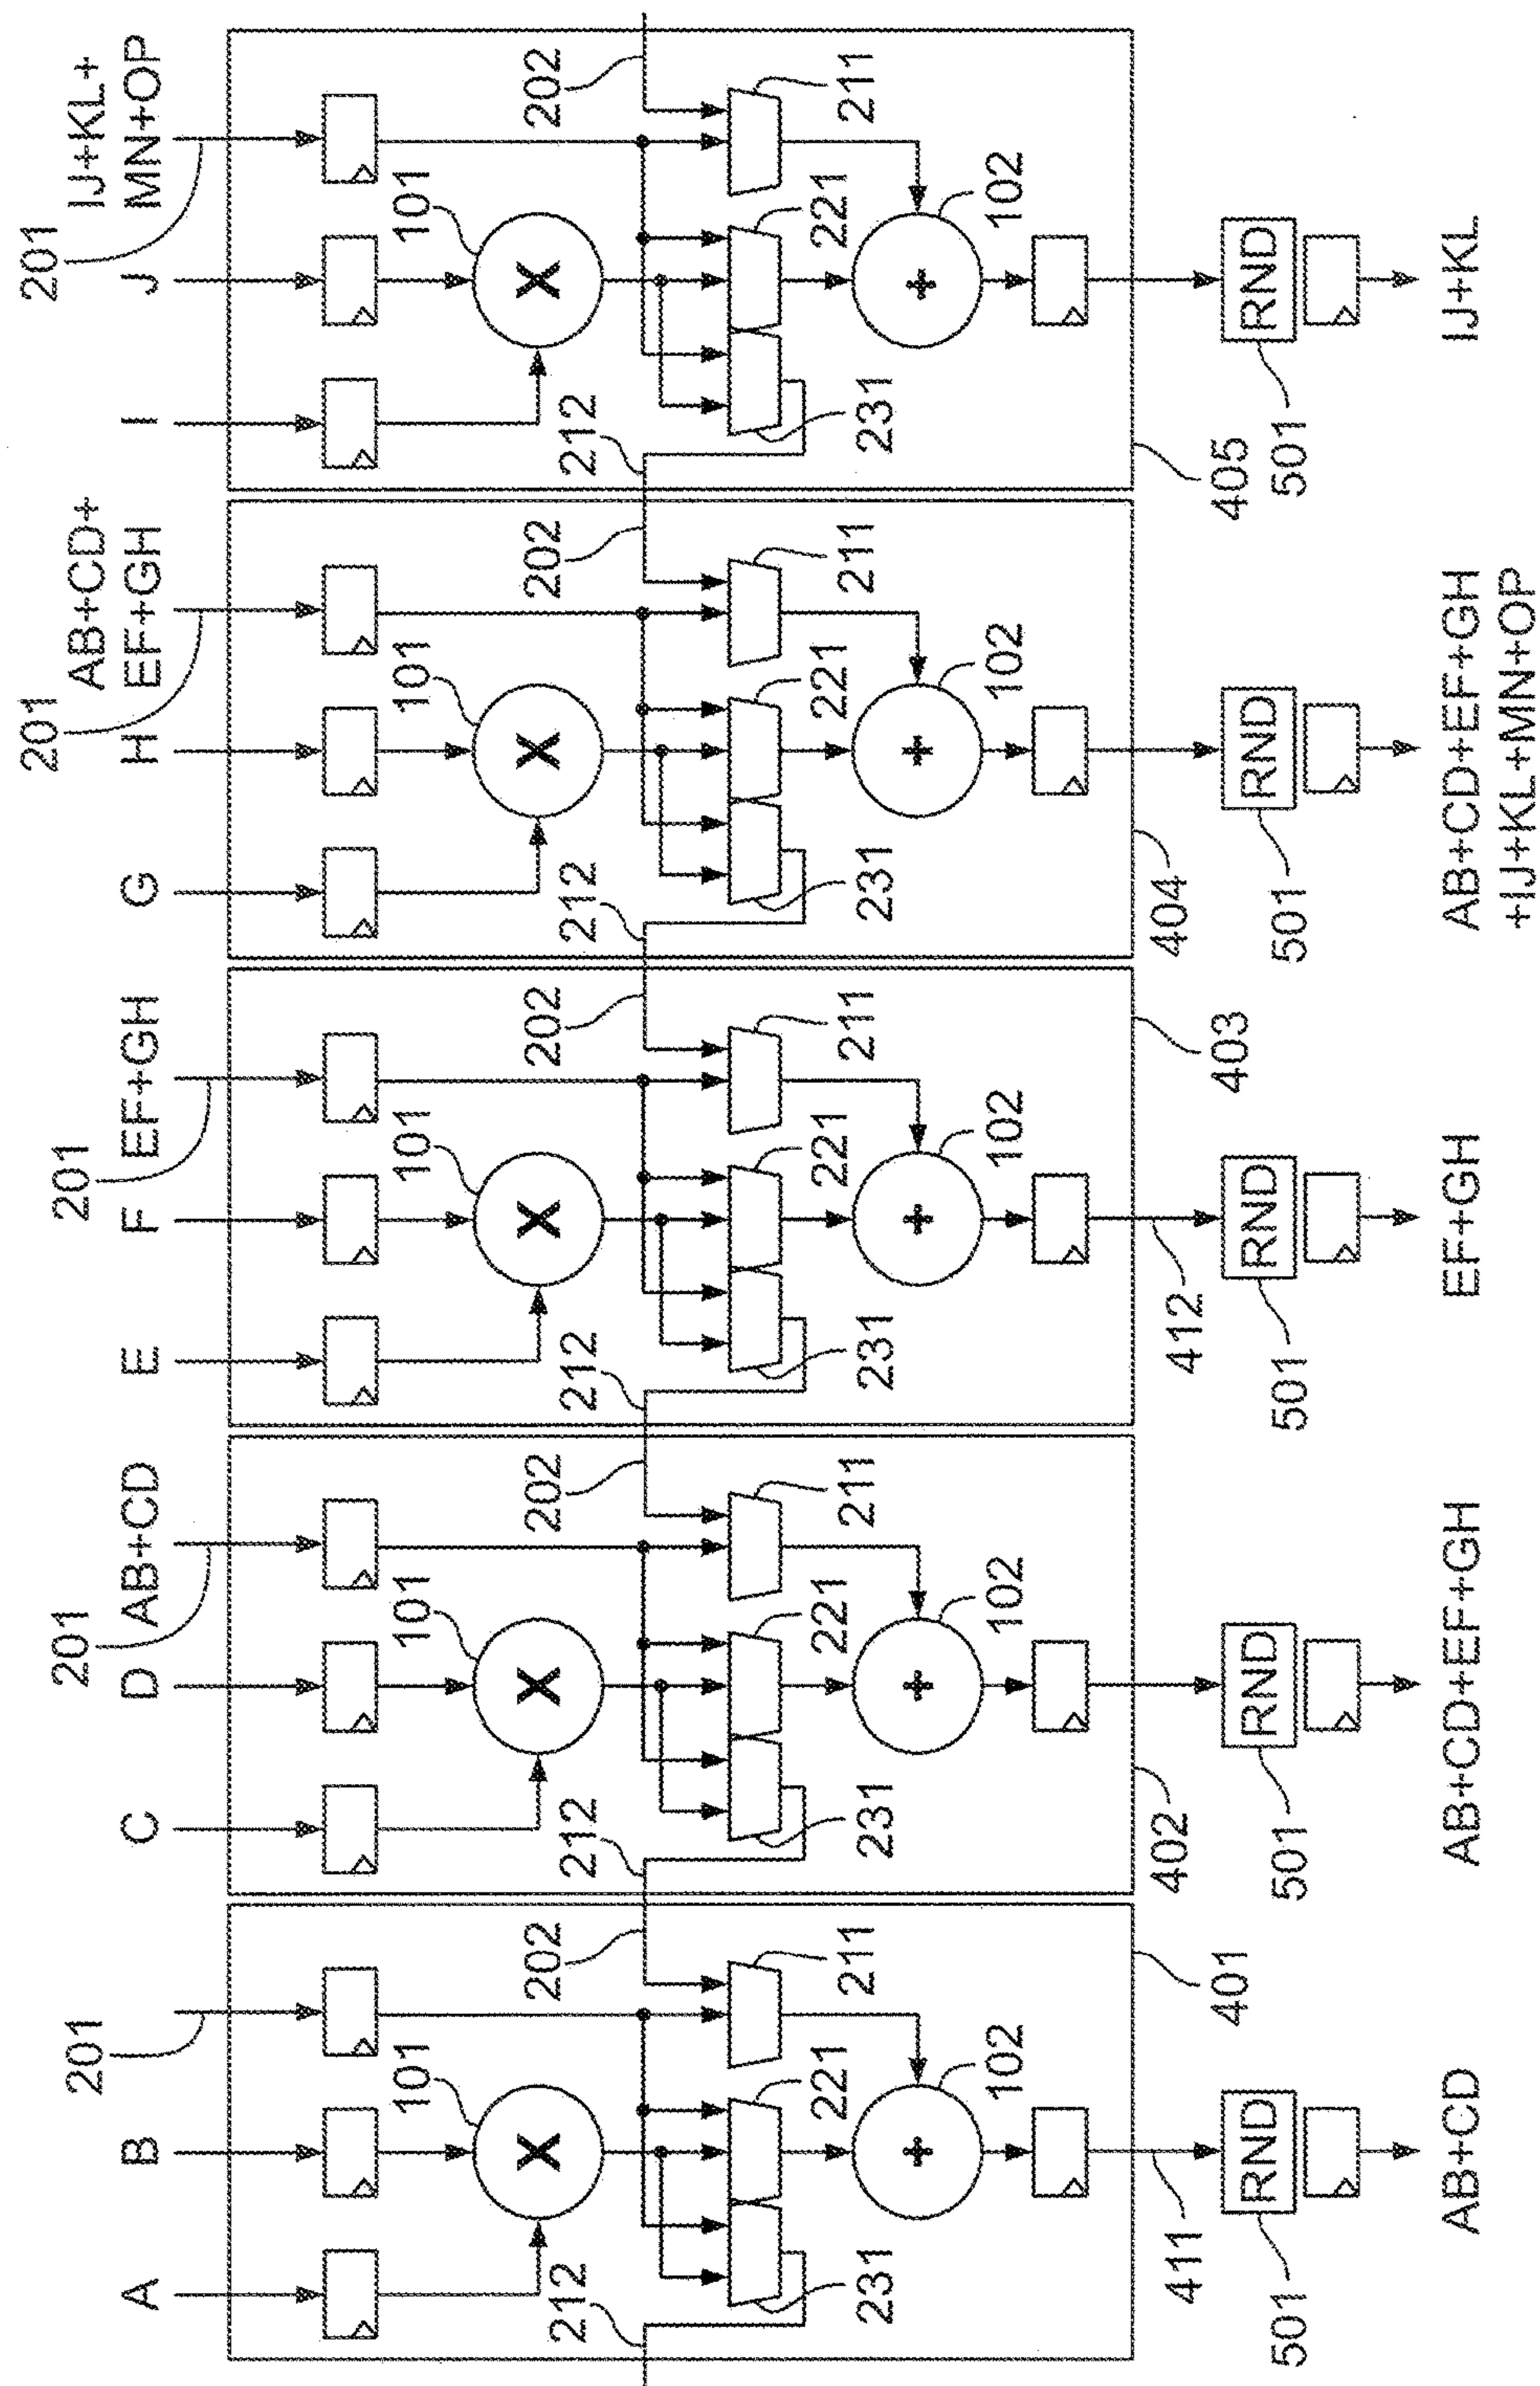 201 201
201 201 201 AB+CD+ IJ+KL+
A B C D AB+CD E F EF+GH G H EF+GH I J MN+OP
101 101 101 101 101
X X X X X
202 202 202 202 202
212 212 212 212 212
221 221 221 221 221
211 211 211 211 211
231 231 231 231 231
+ + + + +
102 102 102 102 102
411 402 412 404
401 403 405
RND RND RND RND RND
501 501 501 501 501
AB+CD AB+CD+EF+GH EF+GH AB+CD+EF+GH IJ+KL
+IJ+KL+MN+OP